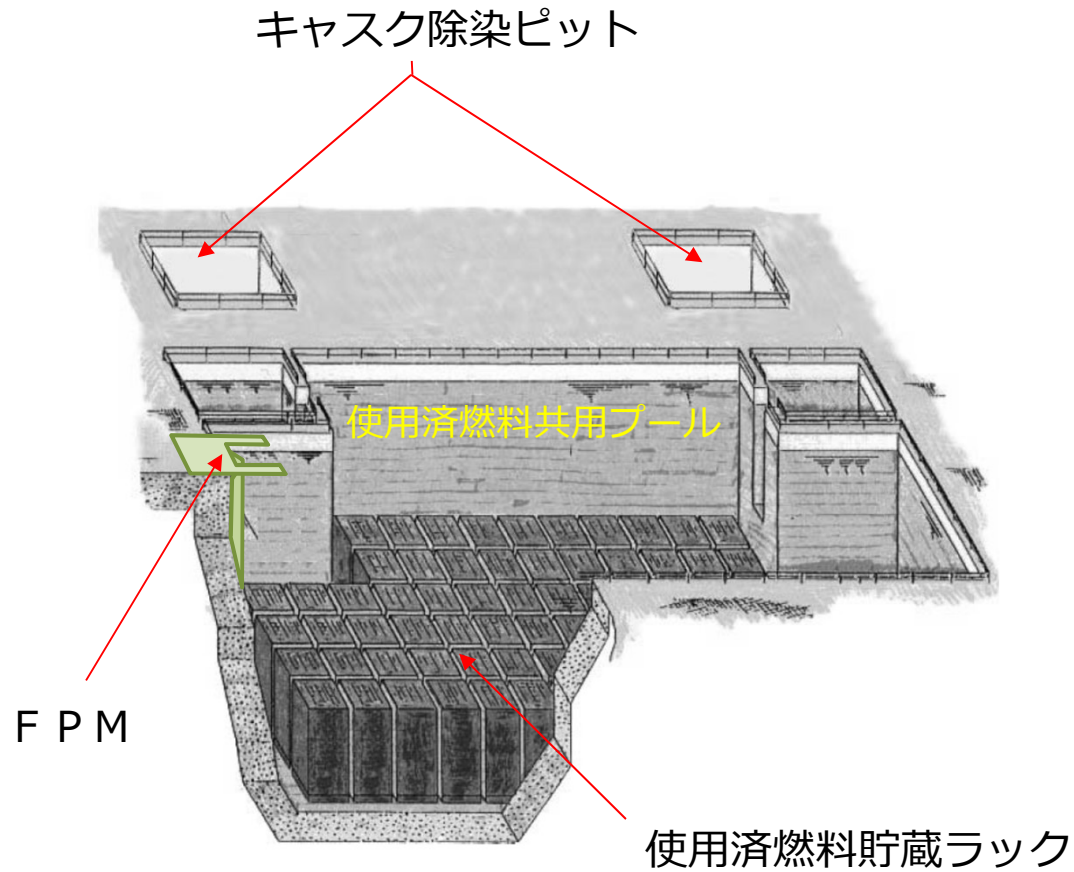 キャスク除染ピット
使用済燃料共用プール
ＦＰＭ
使用済燃料貯蔵ラック